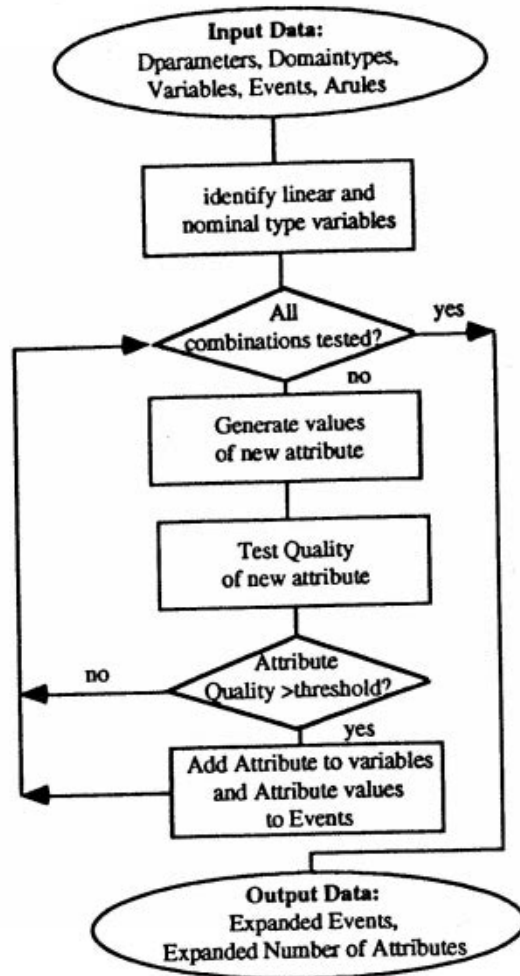 Input Data:
Dparameters, Domaintypes,
Variables, Events, Arules
identify linear and
nominal type variables
All
combinations tested?
yes
no
Generate values
of new attribute
Test Quality
of new attribute
Attribute
Quality >threshold?
no
yes
Add Attribute to variables
and Attribute values
to Events
Output Data:
Expanded Events,
Expanded Number of Attributes